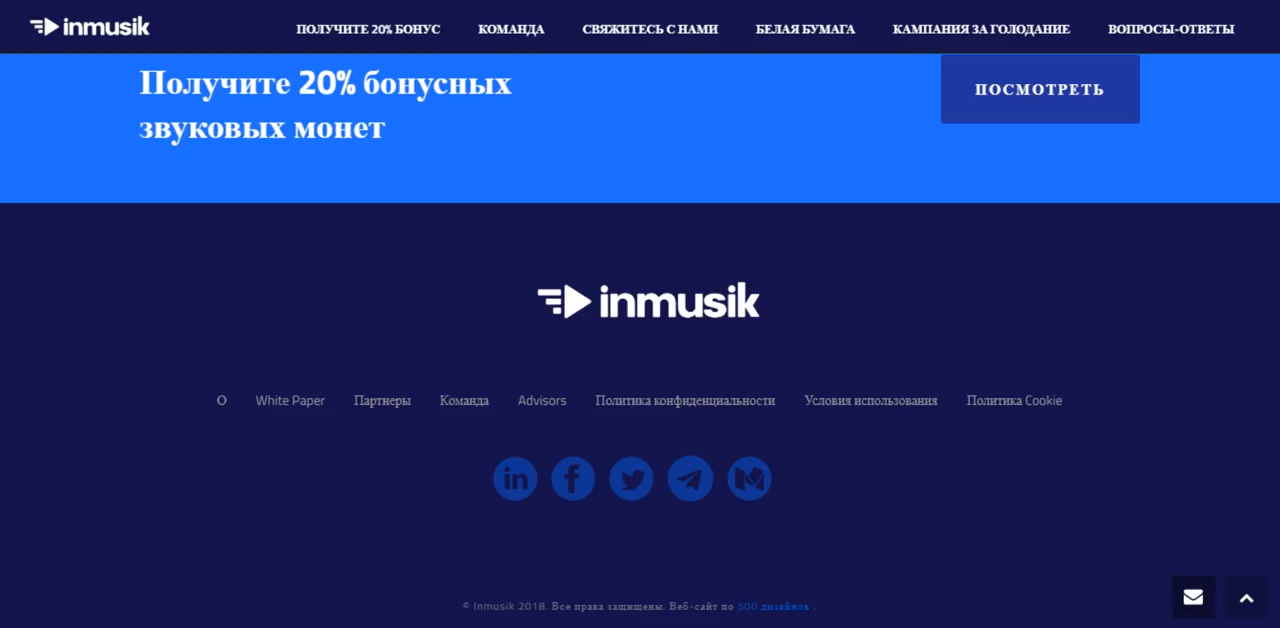 inmusik
ПОЛУЧИТЕ 20% БОНУС КОМАНДА СВЯЖИТЕСЬ С НАМИ БЕЛАЯ БУМАГА КАМПАНИЯ ЗА ГОЛОДАНИЕ ВОПРОСЫ-ОТВЕТЫ
Получите 20% бонусных
звуковых монет
ПОСМОТРЕТЬ
inmusik
О White Paper Партнеры Команда Advisors Политика конфиденциальности Условия использования Политика Cookie
in f
© Inmusik 2018. Все права защищены. Веб-сайт по 500 дизайнов .